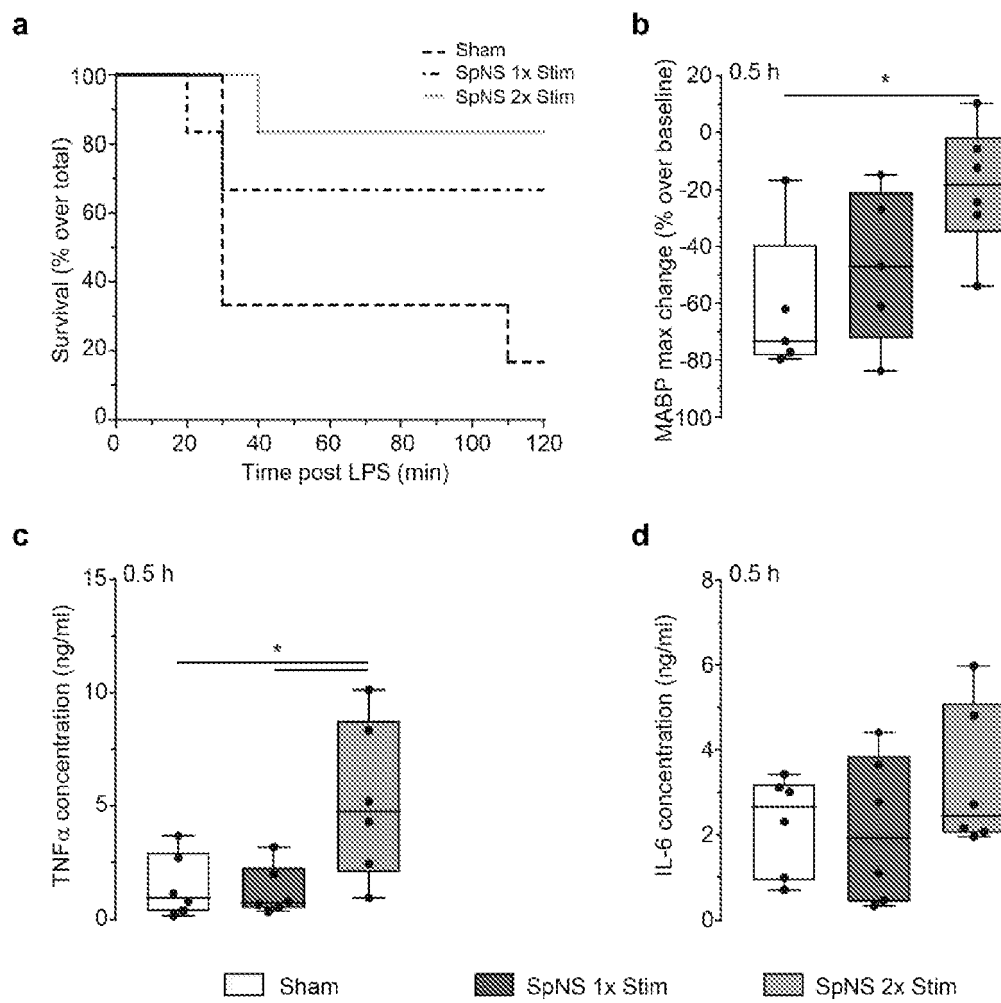 a
Sham
SpNS 1x Stim
SpNS 2x Stim
Survival (% over total)
100
80
60
40
20
0
0 20 40 60 80 100 120
Time post LPS (min)
b
0.5 h
*
MABP max change (% over baseline)
20
0
-20
-40
-60
-80
-100
c
0.5 h
*
TNFα concentration (ng/ml)
15
10
5
0
d
0.5 h
IL-6 concentration (ng/ml)
8
6
4
2
0
Sham SpNS 1x Stim SpNS 2x Stim